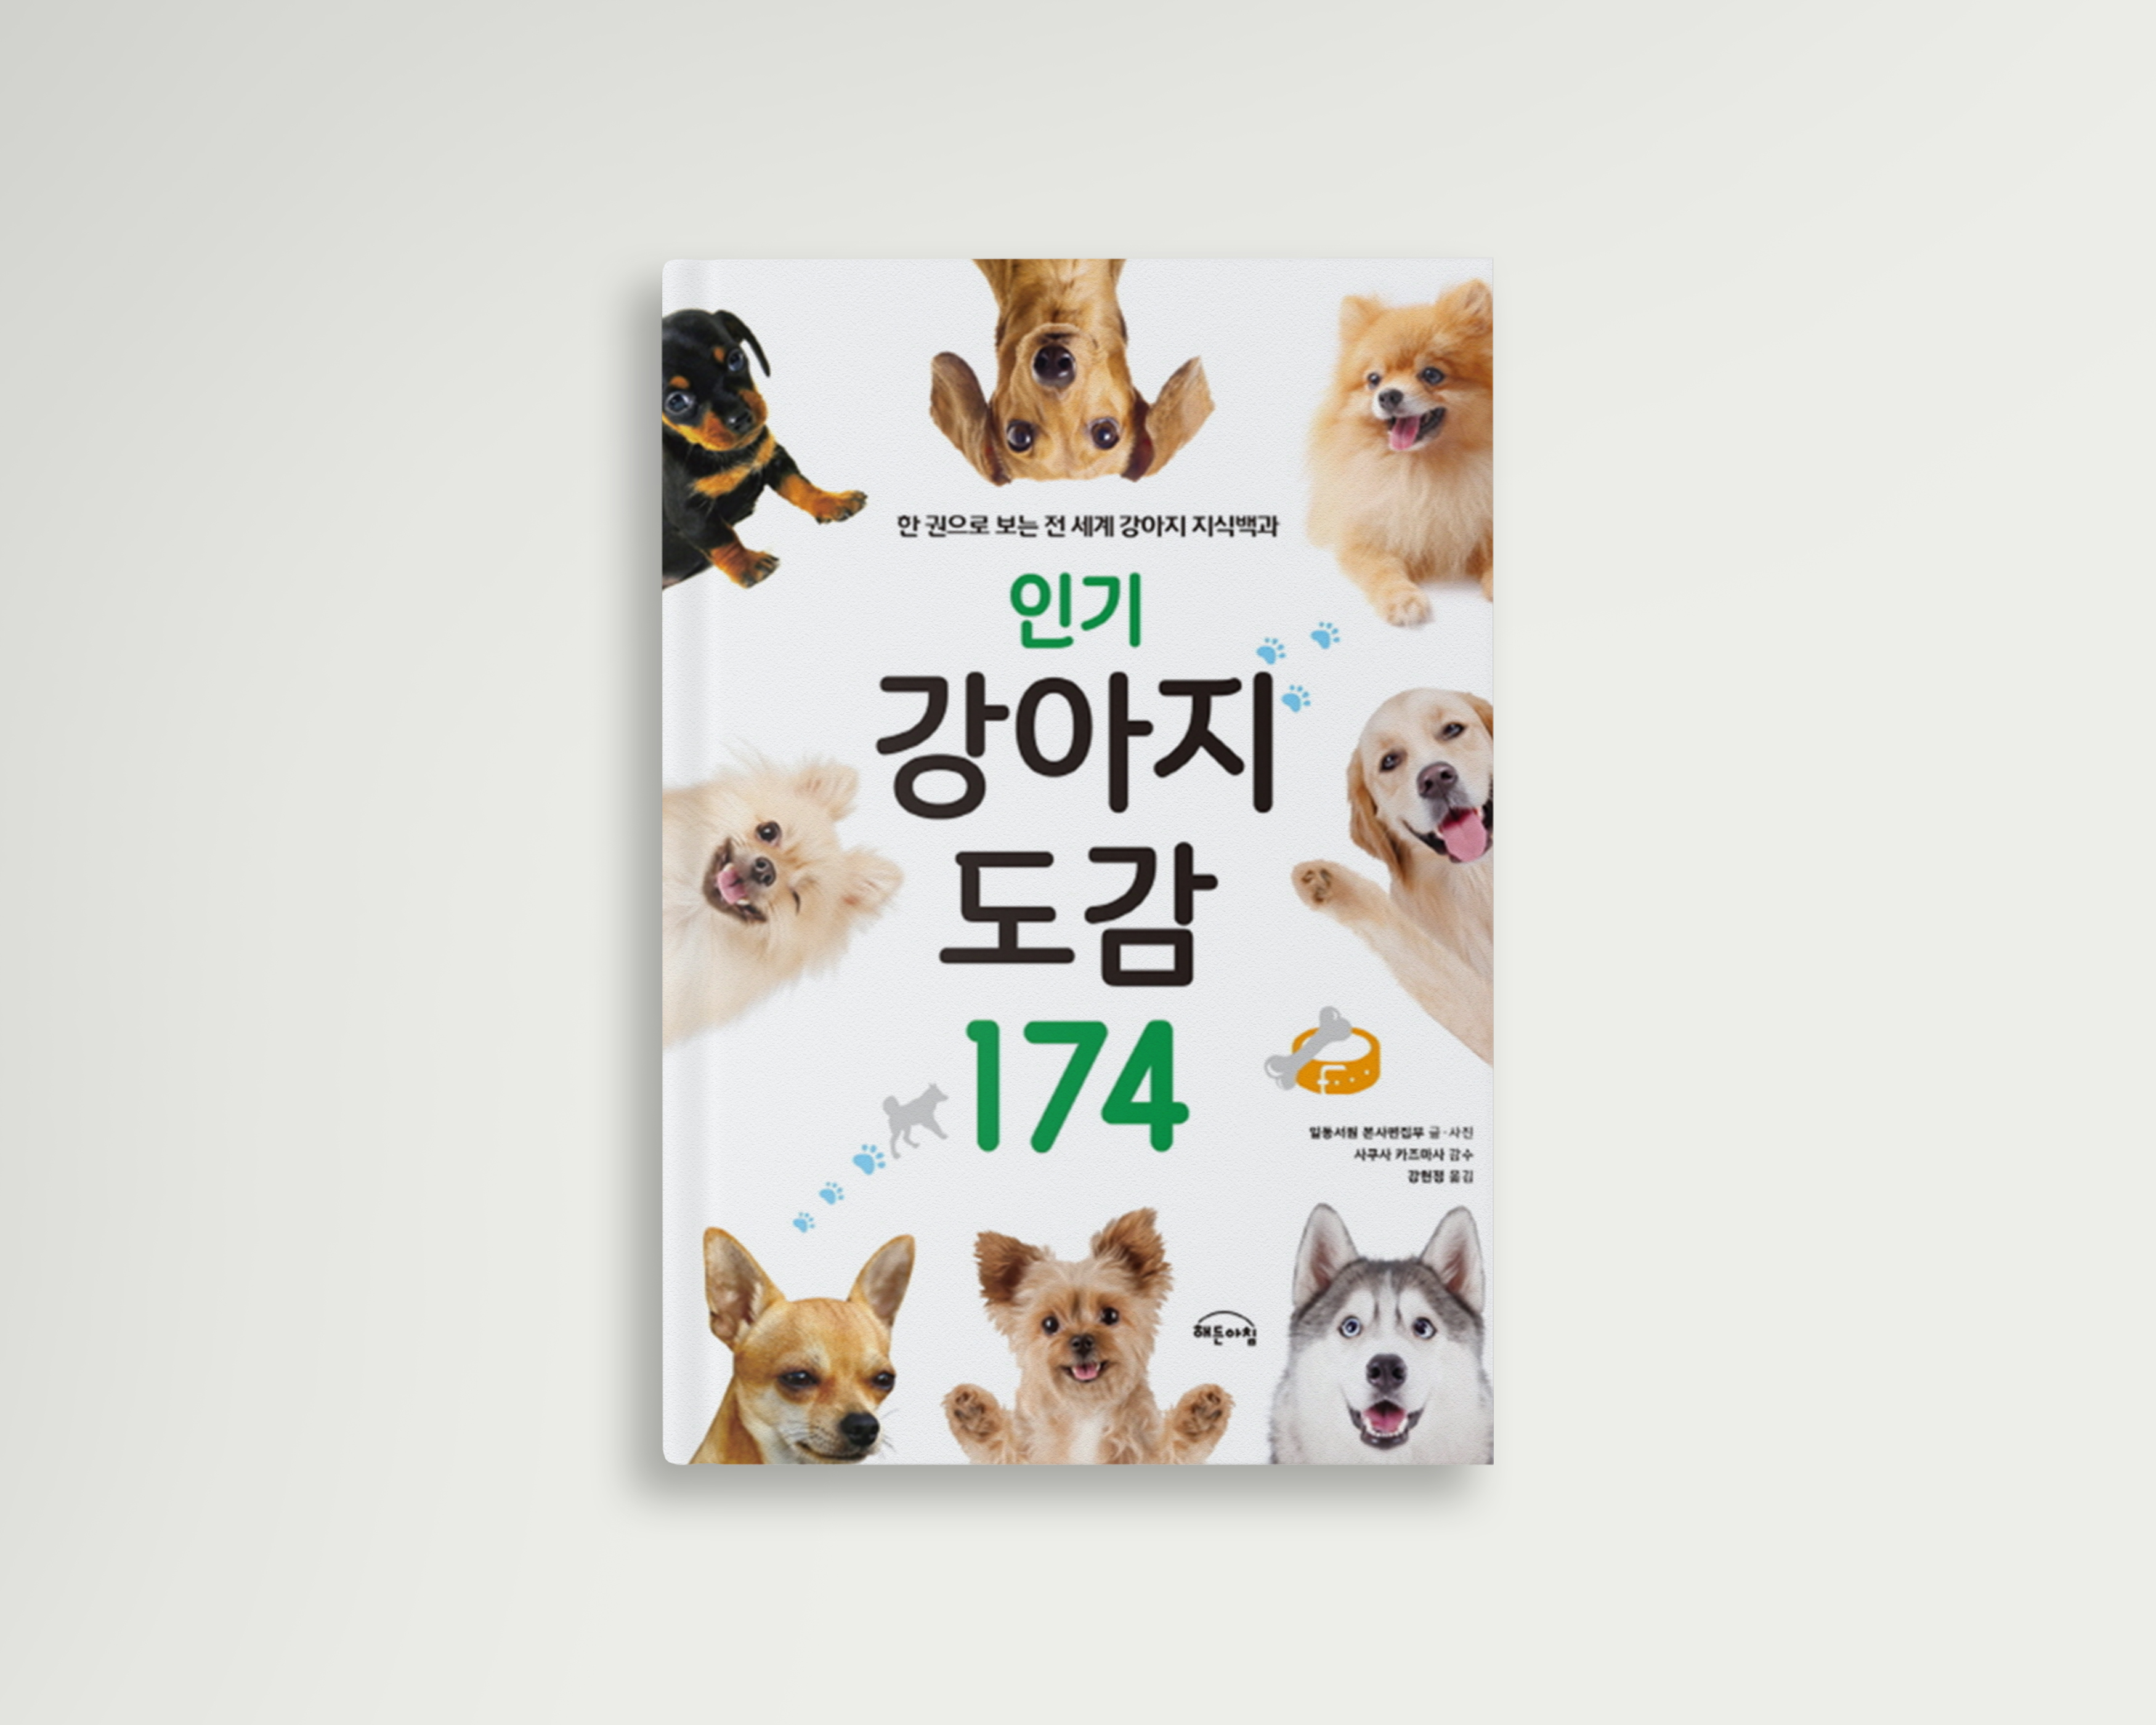 한 권으로 보는 전 세계 강아지 지식백과
인기
강아지
도감
174
일동서원 본사편집부 글·사진
사쿠사 카즈마사 감수
강현정 옮김
해든아침